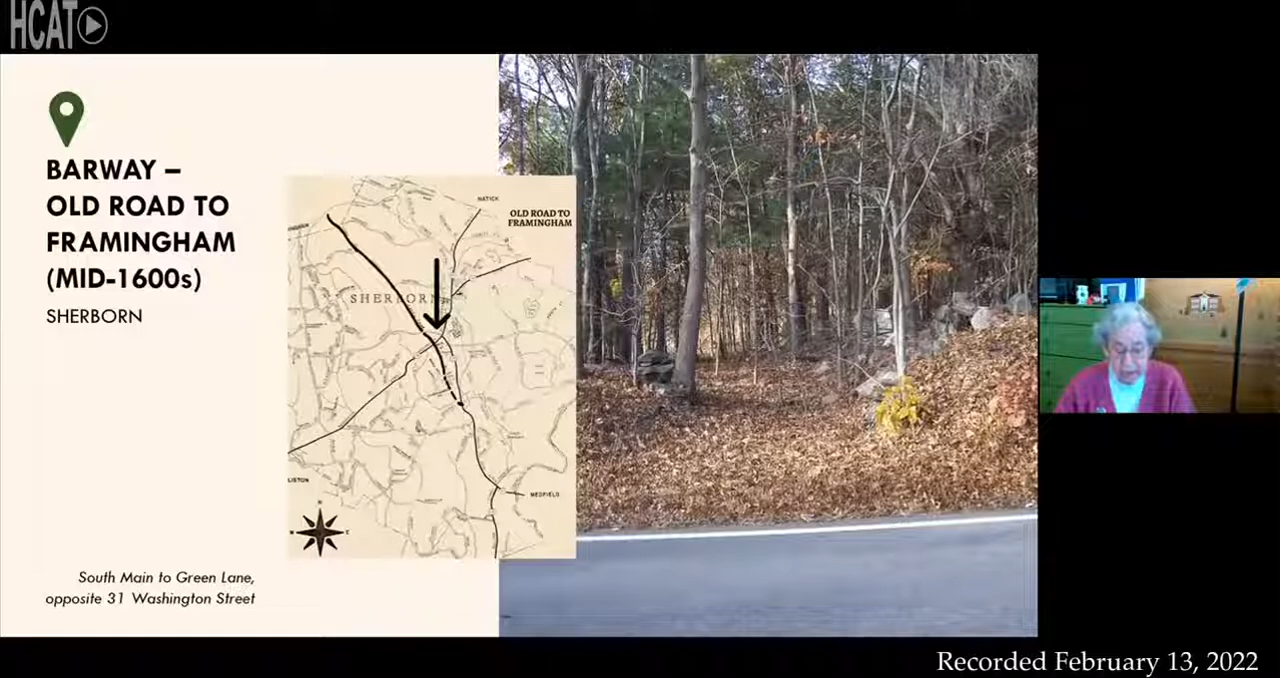 HCAT
BARWAY –
OLD ROAD TO
FRAMINGHAM
(MID-1600s)
SHERBORN
NATICK
OLD ROAD TO
FRAMINGHAM
SHERBORN
MEDFIELD
LISTON
N
South Main to Green Lane,
opposite 31 Washington Street
Recorded February 13, 2022